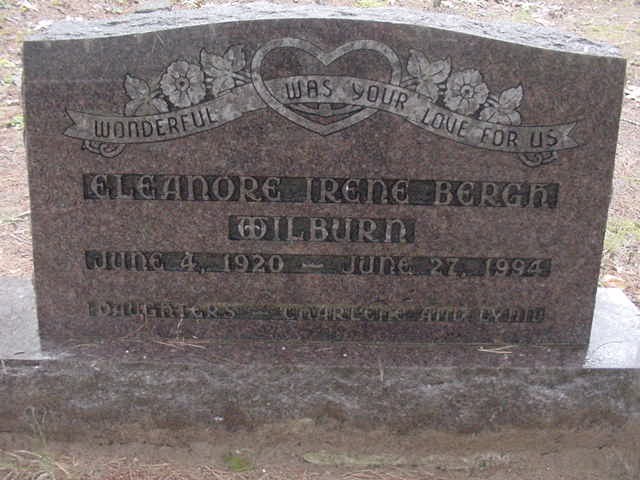 WONDERFUL WAS YOUR LOVE FOR US
ELEANORE IRENE BERGH
WILBURN
JUNE 4, 1920 — JUNE 27, 1994
DAUGHTERS — CHARLENE AND LYNN